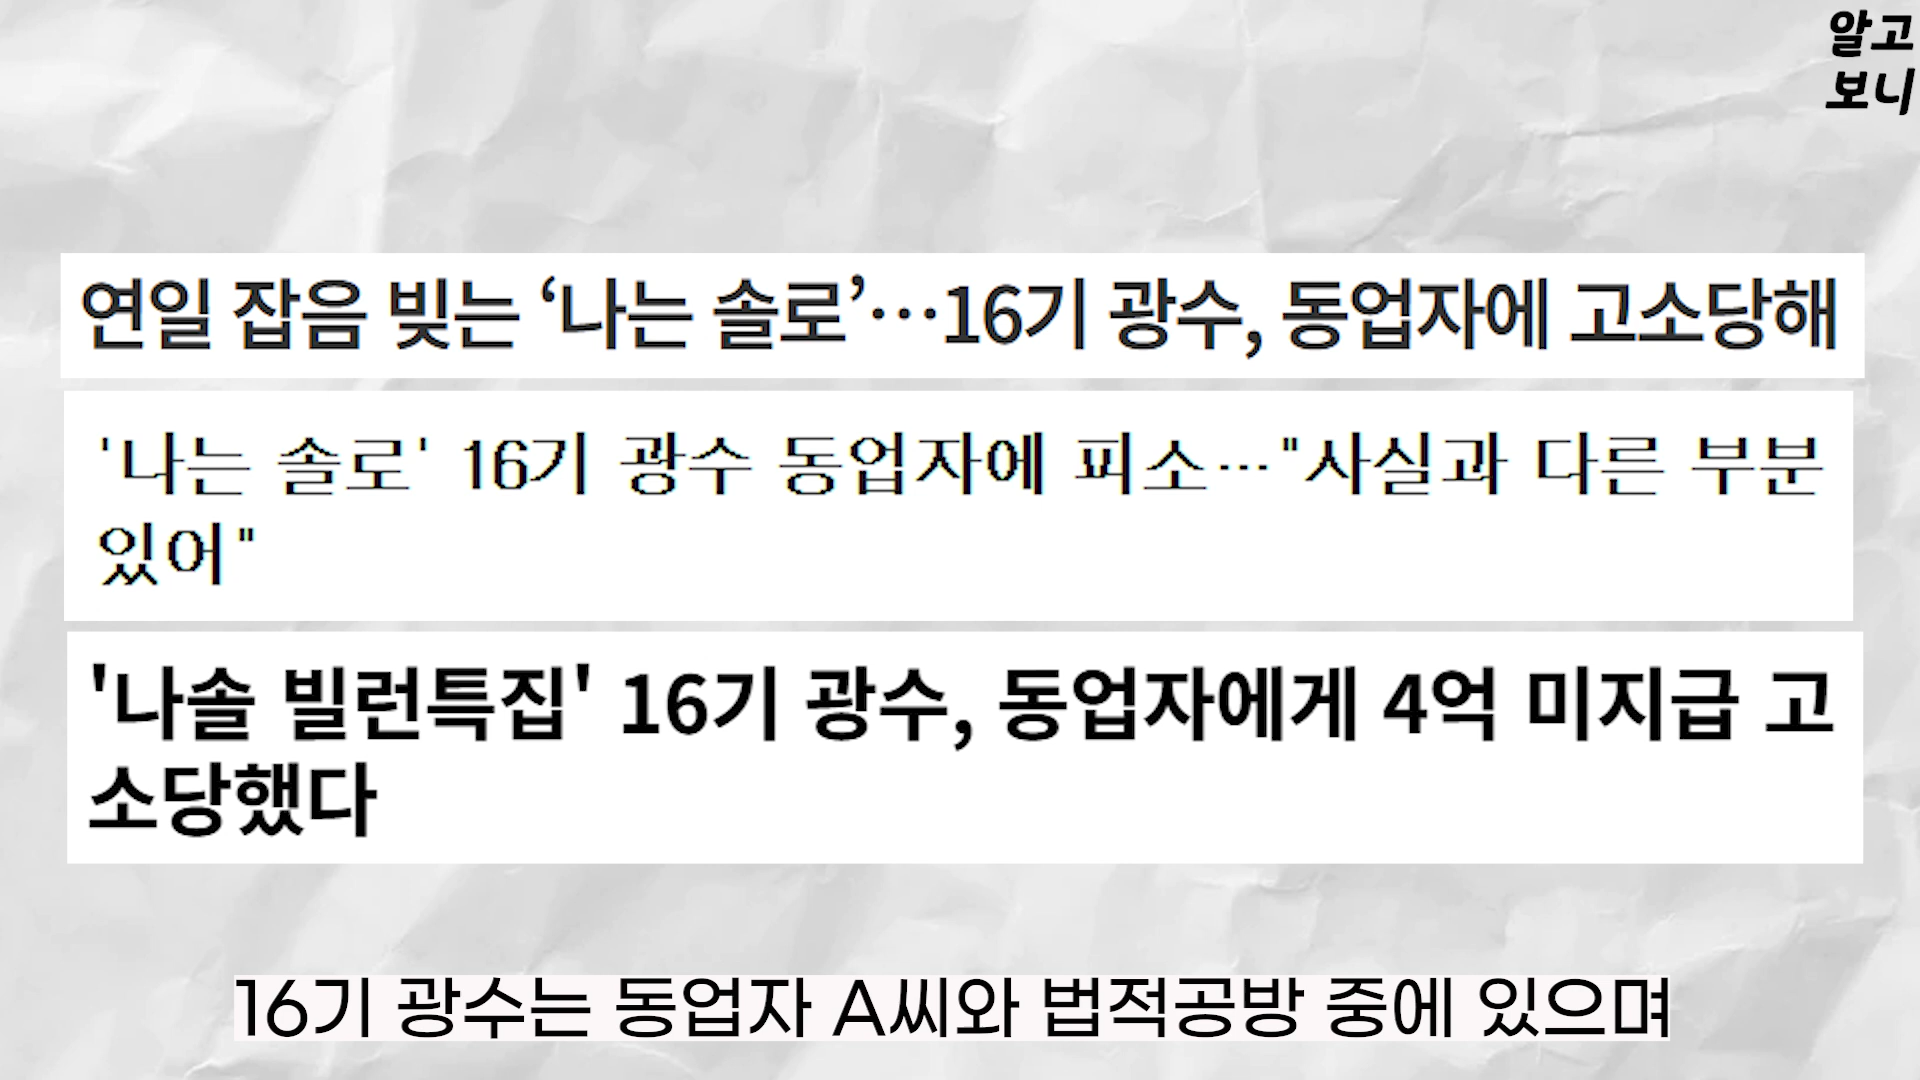 알고
보니
연일 잡음 빚는 ‘나는 솔로’…16기 광수, 동업자에 고소당해
'나는 솔로' 16기 광수 동업자에 피소…"사실과 다른 부분
있어"
'나솔 빌런특집' 16기 광수, 동업자에게 4억 미지급 고
소당했다
16기 광수는 동업자 A씨와 법적공방 중에 있으며